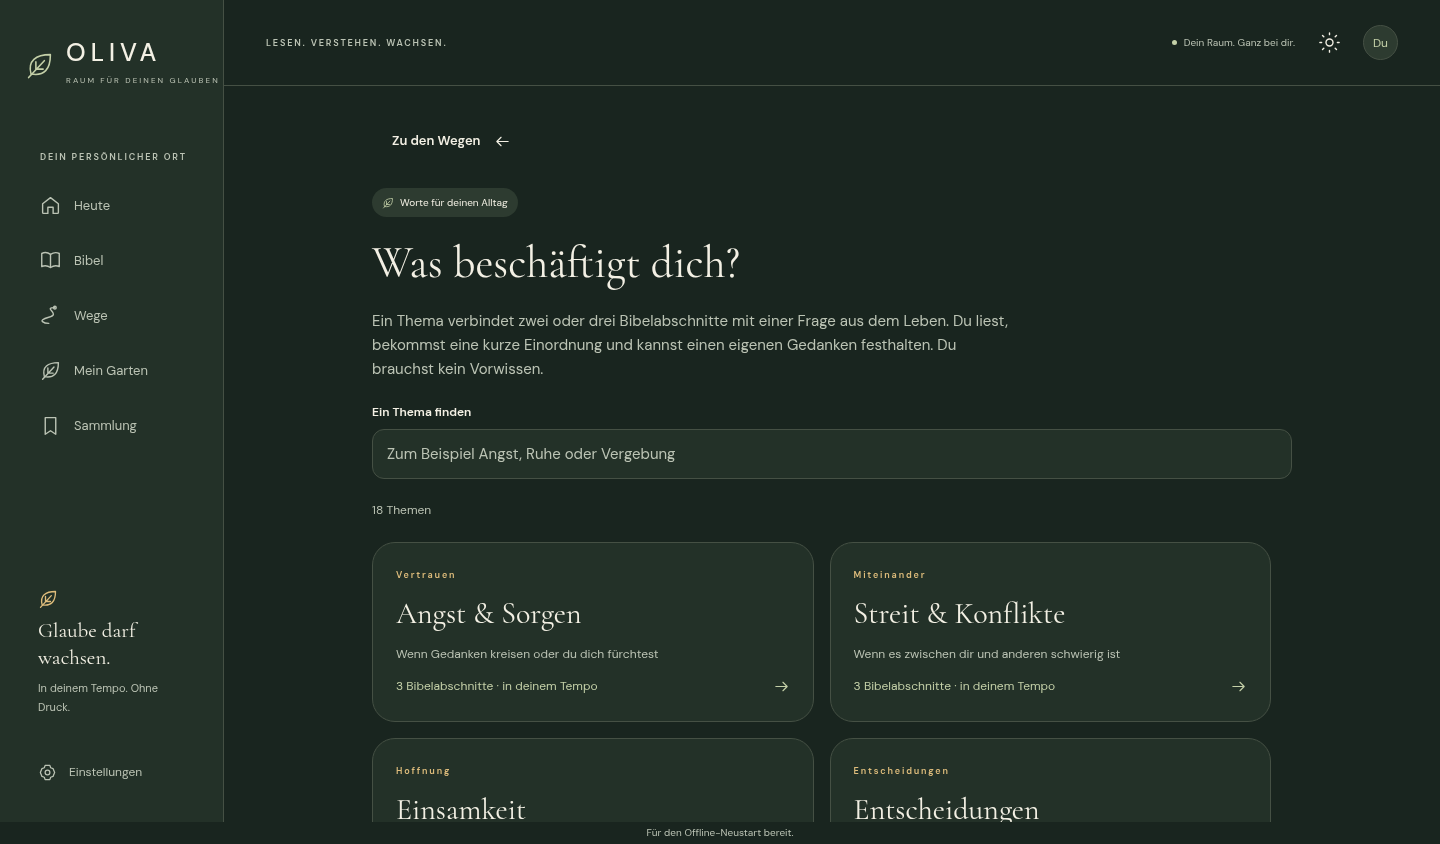 OLIVA
RAUM FÜR DEINEN GLAUBEN
LESEN. VERSTEHEN. WACHSEN.
Dein Raum. Ganz bei dir.
Du
DEIN PERSÖNLICHER ORT
Heute
Bibel
Wege
Mein Garten
Sammlung
Glaube darf
wachsen.
In deinem Tempo. Ohne
Druck.
Einstellungen
Zu den Wegen
Worte für deinen Alltag
Was beschäftigt dich?
Ein Thema verbindet zwei oder drei Bibelabschnitte mit einer Frage aus dem Leben. Du liest,
bekommst eine kurze Einordnung und kannst einen eigenen Gedanken festhalten. Du
brauchst kein Vorwissen.
Ein Thema finden
Zum Beispiel Angst, Ruhe oder Vergebung
18 Themen
Vertrauen
Angst & Sorgen
Wenn Gedanken kreisen oder du dich fürchtest
3 Bibelabschnitte · in deinem Tempo
Miteinander
Streit & Konflikte
Wenn es zwischen dir und anderen schwierig ist
3 Bibelabschnitte · in deinem Tempo
Hoffnung
Einsamkeit
Entscheidungen
Entscheidungen
Für den Offline-Neustart bereit.